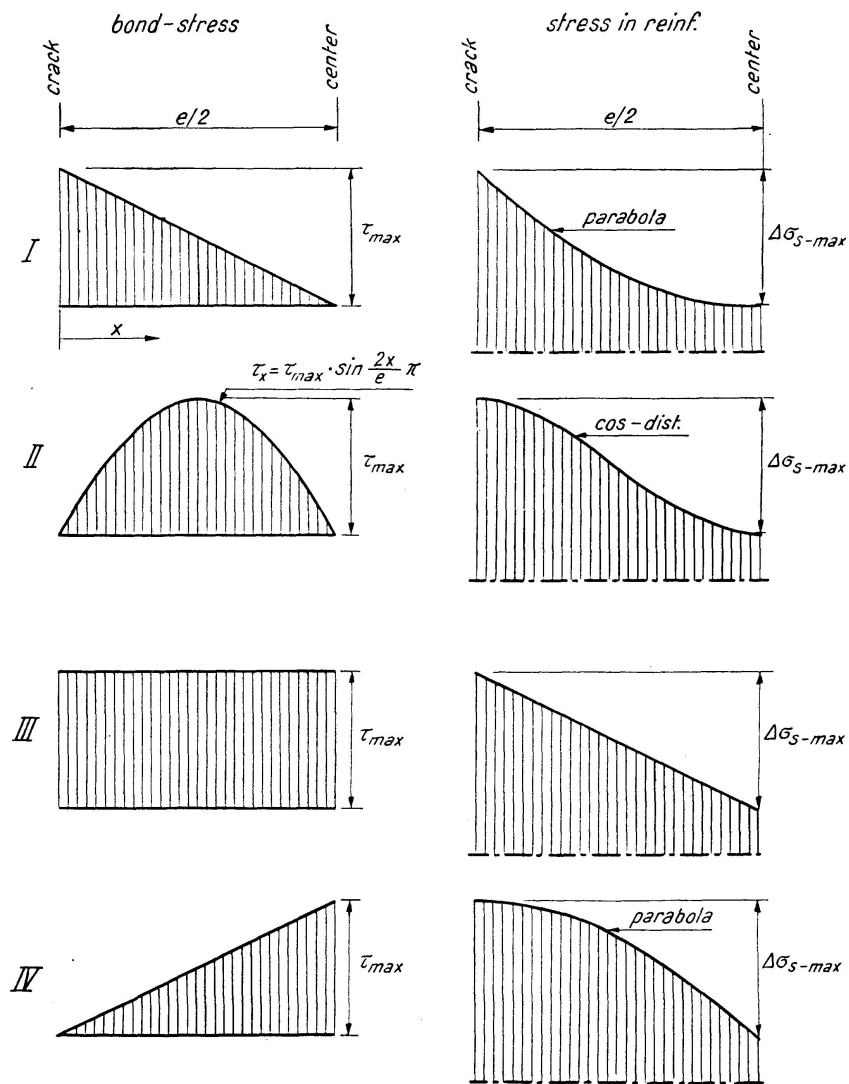 bond-stress
stress in reinf.
crack
center
crack
center
e/2
e/2
I
τmax
parabola
Δσs-max
x
II
τx = τmax · sin 2x/e π
τmax
cos-dist.
Δσs-max
III
τmax
Δσs-max
IV
τmax
parabola
Δσs-max